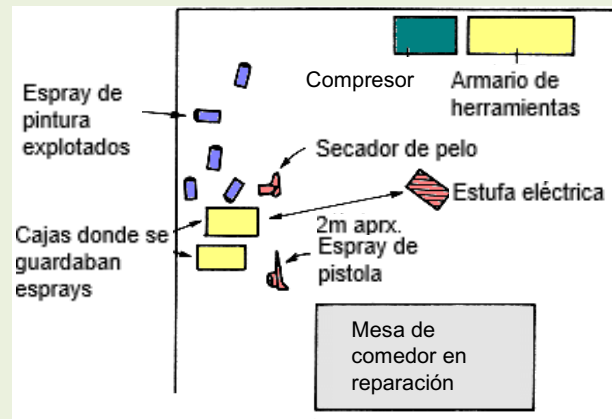 Compresor
Armario de
herramientas
Espray de
pintura
explotados
Secador de pelo
Estufa eléctrica
2m aprx.
Cajas donde se
guardaban
esprays
Espray de
pistola
Mesa de
comedor en
reparación